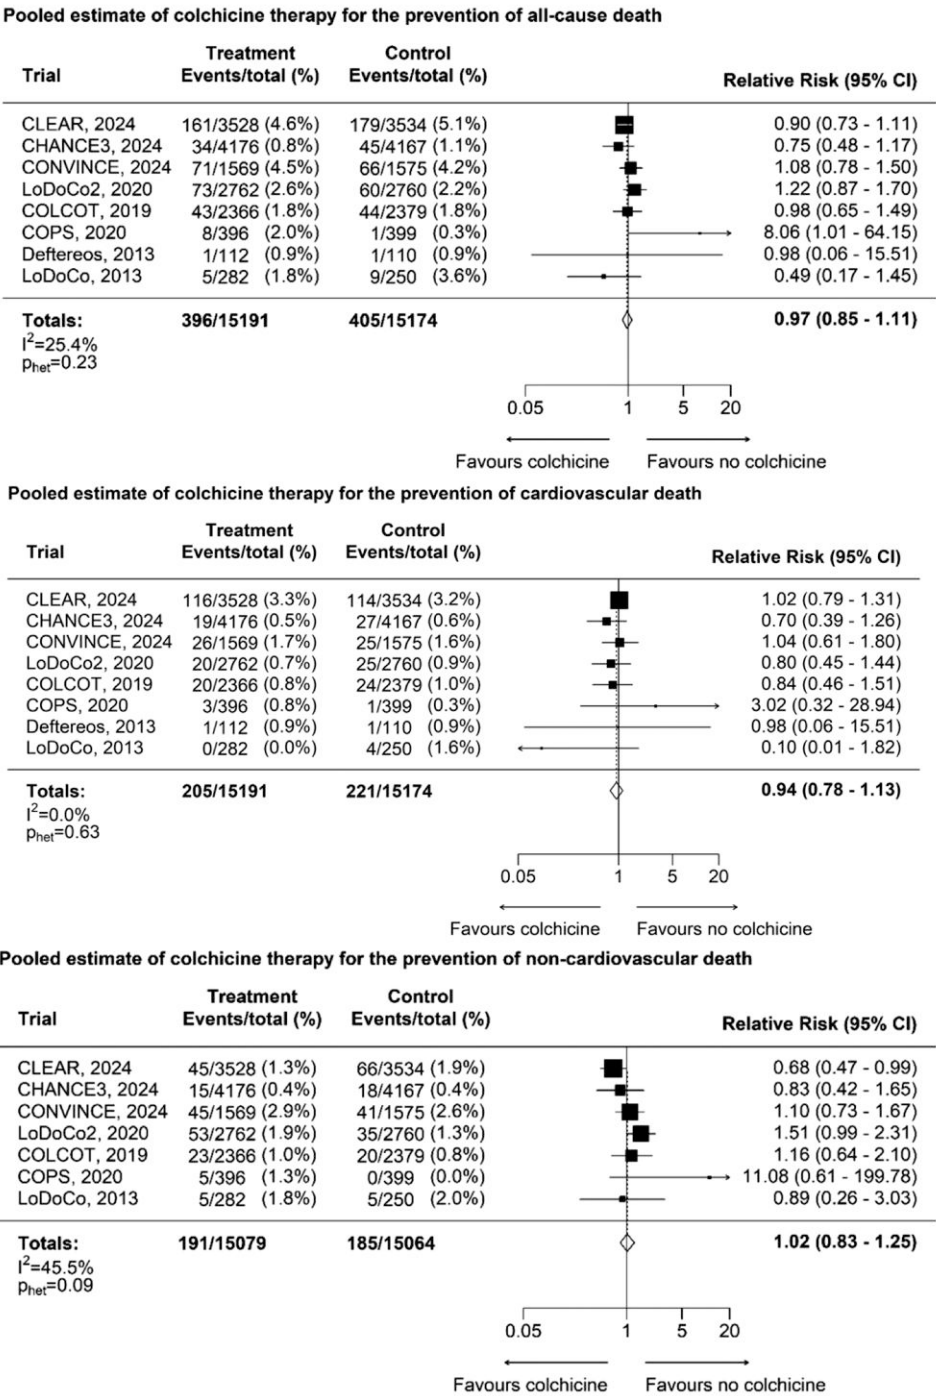 Pooled estimate of colchicine therapy for the prevention of all-cause death
Treatment Control
Trial Events/total (%) Events/total (%) Relative Risk (95% CI)
CLEAR, 2024 161/3528 (4.6%) 179/3534 (5.1%) 0.90 (0.73 - 1.11)
CHANCE3, 2024 34/4176 (0.8%) 45/4167 (1.1%) 0.75 (0.48 - 1.17)
CONVINCE, 2024 71/1569 (4.5%) 66/1575 (4.2%) 1.08 (0.78 - 1.50)
LoDoCo2, 2020 73/2762 (2.6%) 60/2760 (2.2%) 1.22 (0.87 - 1.70)
COLCOT, 2019 43/2366 (1.8%) 44/2379 (1.8%) 0.98 (0.65 - 1.49)
COPS, 2020 8/396 (2.0%) 1/399 (0.3%) 8.06 (1.01 - 64.15)
Deftereos, 2013 1/112 (0.9%) 1/110 (0.9%) 0.98 (0.06 - 15.51)
LoDoCo, 2013 5/282 (1.8%) 9/250 (3.6%) 0.49 (0.17 - 1.45)
Totals: 396/15191 405/15174 0.97 (0.85 - 1.11)
I²=25.4%
phet=0.23
0.05 1 5 20
Favours colchicine Favours no colchicine
Pooled estimate of colchicine therapy for the prevention of cardiovascular death
Treatment Control
Trial Events/total (%) Events/total (%) Relative Risk (95% CI)
CLEAR, 2024 116/3528 (3.3%) 114/3534 (3.2%) 1.02 (0.79 - 1.31)
CHANCE3, 2024 19/4176 (0.5%) 27/4167 (0.6%) 0.70 (0.39 - 1.26)
CONVINCE, 2024 26/1569 (1.7%) 25/1575 (1.6%) 1.04 (0.61 - 1.80)
LoDoCo2, 2020 20/2762 (0.7%) 25/2760 (0.9%) 0.80 (0.45 - 1.44)
COLCOT, 2019 20/2366 (0.8%) 24/2379 (1.0%) 0.84 (0.46 - 1.51)
COPS, 2020 3/396 (0.8%) 1/399 (0.3%) 3.02 (0.32 - 28.94)
Deftereos, 2013 1/112 (0.9%) 1/110 (0.9%) 0.98 (0.06 - 15.51)
LoDoCo, 2013 0/282 (0.0%) 4/250 (1.6%) 0.10 (0.01 - 1.82)
Totals: 205/15191 221/15174 0.94 (0.78 - 1.13)
I²=0.0%
phet=0.63
0.05 1 5 20
Favours colchicine Favours no colchicine
Pooled estimate of colchicine therapy for the prevention of non-cardiovascular death
Treatment Control
Trial Events/total (%) Events/total (%) Relative Risk (95% CI)
CLEAR, 2024 45/3528 (1.3%) 66/3534 (1.9%) 0.68 (0.47 - 0.99)
CHANCE3, 2024 15/4176 (0.4%) 18/4167 (0.4%) 0.83 (0.42 - 1.65)
CONVINCE, 2024 45/1569 (2.9%) 41/1575 (2.6%) 1.10 (0.73 - 1.67)
LoDoCo2, 2020 53/2762 (1.9%) 35/2760 (1.3%) 1.51 (0.99 - 2.31)
COLCOT, 2019 23/2366 (1.0%) 20/2379 (0.8%) 1.16 (0.64 - 2.10)
COPS, 2020 5/396 (1.3%) 0/399 (0.0%) 11.08 (0.61 - 199.78)
LoDoCo, 2013 5/282 (1.8%) 5/250 (2.0%) 0.89 (0.26 - 3.03)
Totals: 191/15079 185/15064 1.02 (0.83 - 1.25)
I²=45.5%
phet=0.09
0.05 1 5 20
Favours colchicine Favours no colchicine